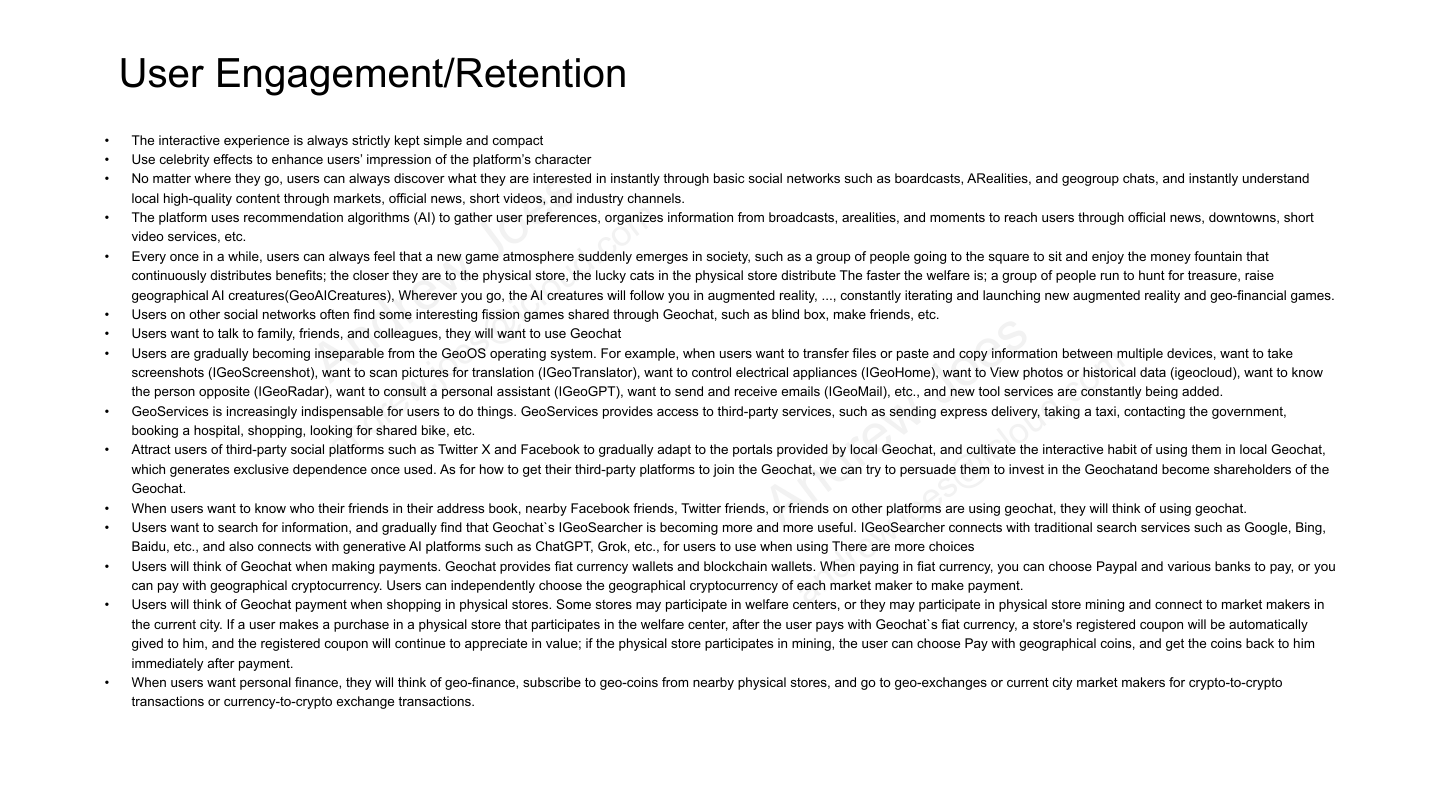 User Engagement/Retention
• The interactive experience is always strictly kept simple and compact
• Use celebrity effects to enhance users’ impression of the platform’s character
• No matter where they go, users can always discover what they are interested in instantly through basic social networks such as boardcasts, ARealities, and geogroup chats, and instantly understand
local high-quality content through markets, official news, short videos, and industry channels.
• The platform uses recommendation algorithms (AI) to gather user preferences, organizes information from broadcasts, arealities, and moments to reach users through official news, downtowns, short
video services, etc.
• Every once in a while, users can always feel that a new game atmosphere suddenly emerges in society, such as a group of people going to the square to sit and enjoy the money fountain that
continuously distributes benefits; the closer they are to the physical store, the lucky cats in the physical store distribute The faster the welfare is; a group of people run to hunt for treasure, raise
geographical AI creatures(GeoAICreatures), Wherever you go, the AI creatures will follow you in augmented reality, ..., constantly iterating and launching new augmented reality and geo-financial games.
• Users on other social networks often find some interesting fission games shared through Geochat, such as blind box, make friends, etc.
• Users want to talk to family, friends, and colleagues, they will want to use Geochat
• Users are gradually becoming inseparable from the GeoOS operating system. For example, when users want to transfer files or paste and copy information between multiple devices, want to take
screenshots (IGeoScreenshot), want to scan pictures for translation (IGeoTranslator), want to control electrical appliances (IGeoHome), want to View photos or historical data (igeocloud), want to know
the person opposite (IGeoRadar), want to consult a personal assistant (IGeoGPT), want to send and receive emails (IGeoMail), etc., and new tool services are constantly being added.
• GeoServices is increasingly indispensable for users to do things. GeoServices provides access to third-party services, such as sending express delivery, taking a taxi, contacting the government,
booking a hospital, shopping, looking for shared bike, etc.
• Attract users of third-party social platforms such as Twitter X and Facebook to gradually adapt to the portals provided by local Geochat, and cultivate the interactive habit of using them in local Geochat,
which generates exclusive dependence once used. As for how to get their third-party platforms to join the Geochat, we can try to persuade them to invest in the Geochatand become shareholders of the
Geochat.
• When users want to know who their friends in their address book, nearby Facebook friends, Twitter friends, or friends on other platforms are using geochat, they will think of using geochat.
• Users want to search for information, and gradually find that Geochat`s IGeoSearcher is becoming more and more useful. IGeoSearcher connects with traditional search services such as Google, Bing,
Baidu, etc., and also connects with generative AI platforms such as ChatGPT, Grok, etc., for users to use when using There are more choices
• Users will think of Geochat when making payments. Geochat provides fiat currency wallets and blockchain wallets. When paying in fiat currency, you can choose Paypal and various banks to pay, or you
can pay with geographical cryptocurrency. Users can independently choose the geographical cryptocurrency of each market maker to make payment.
• Users will think of Geochat payment when shopping in physical stores. Some stores may participate in welfare centers, or they may participate in physical store mining and connect to market makers in
the current city. If a user makes a purchase in a physical store that participates in the welfare center, after the user pays with Geochat`s fiat currency, a store's registered coupon will be automatically
gived to him, and the registered coupon will continue to appreciate in value; if the physical store participates in mining, the user can choose Pay with geographical coins, and get the coins back to him
immediately after payment.
• When users want personal finance, they will think of geo-finance, subscribe to geo-coins from nearby physical stores, and go to geo-exchanges or current city market makers for crypto-to-crypto
transactions or currency-to-crypto exchange transactions.
Andrew Joes
Andrew Joes